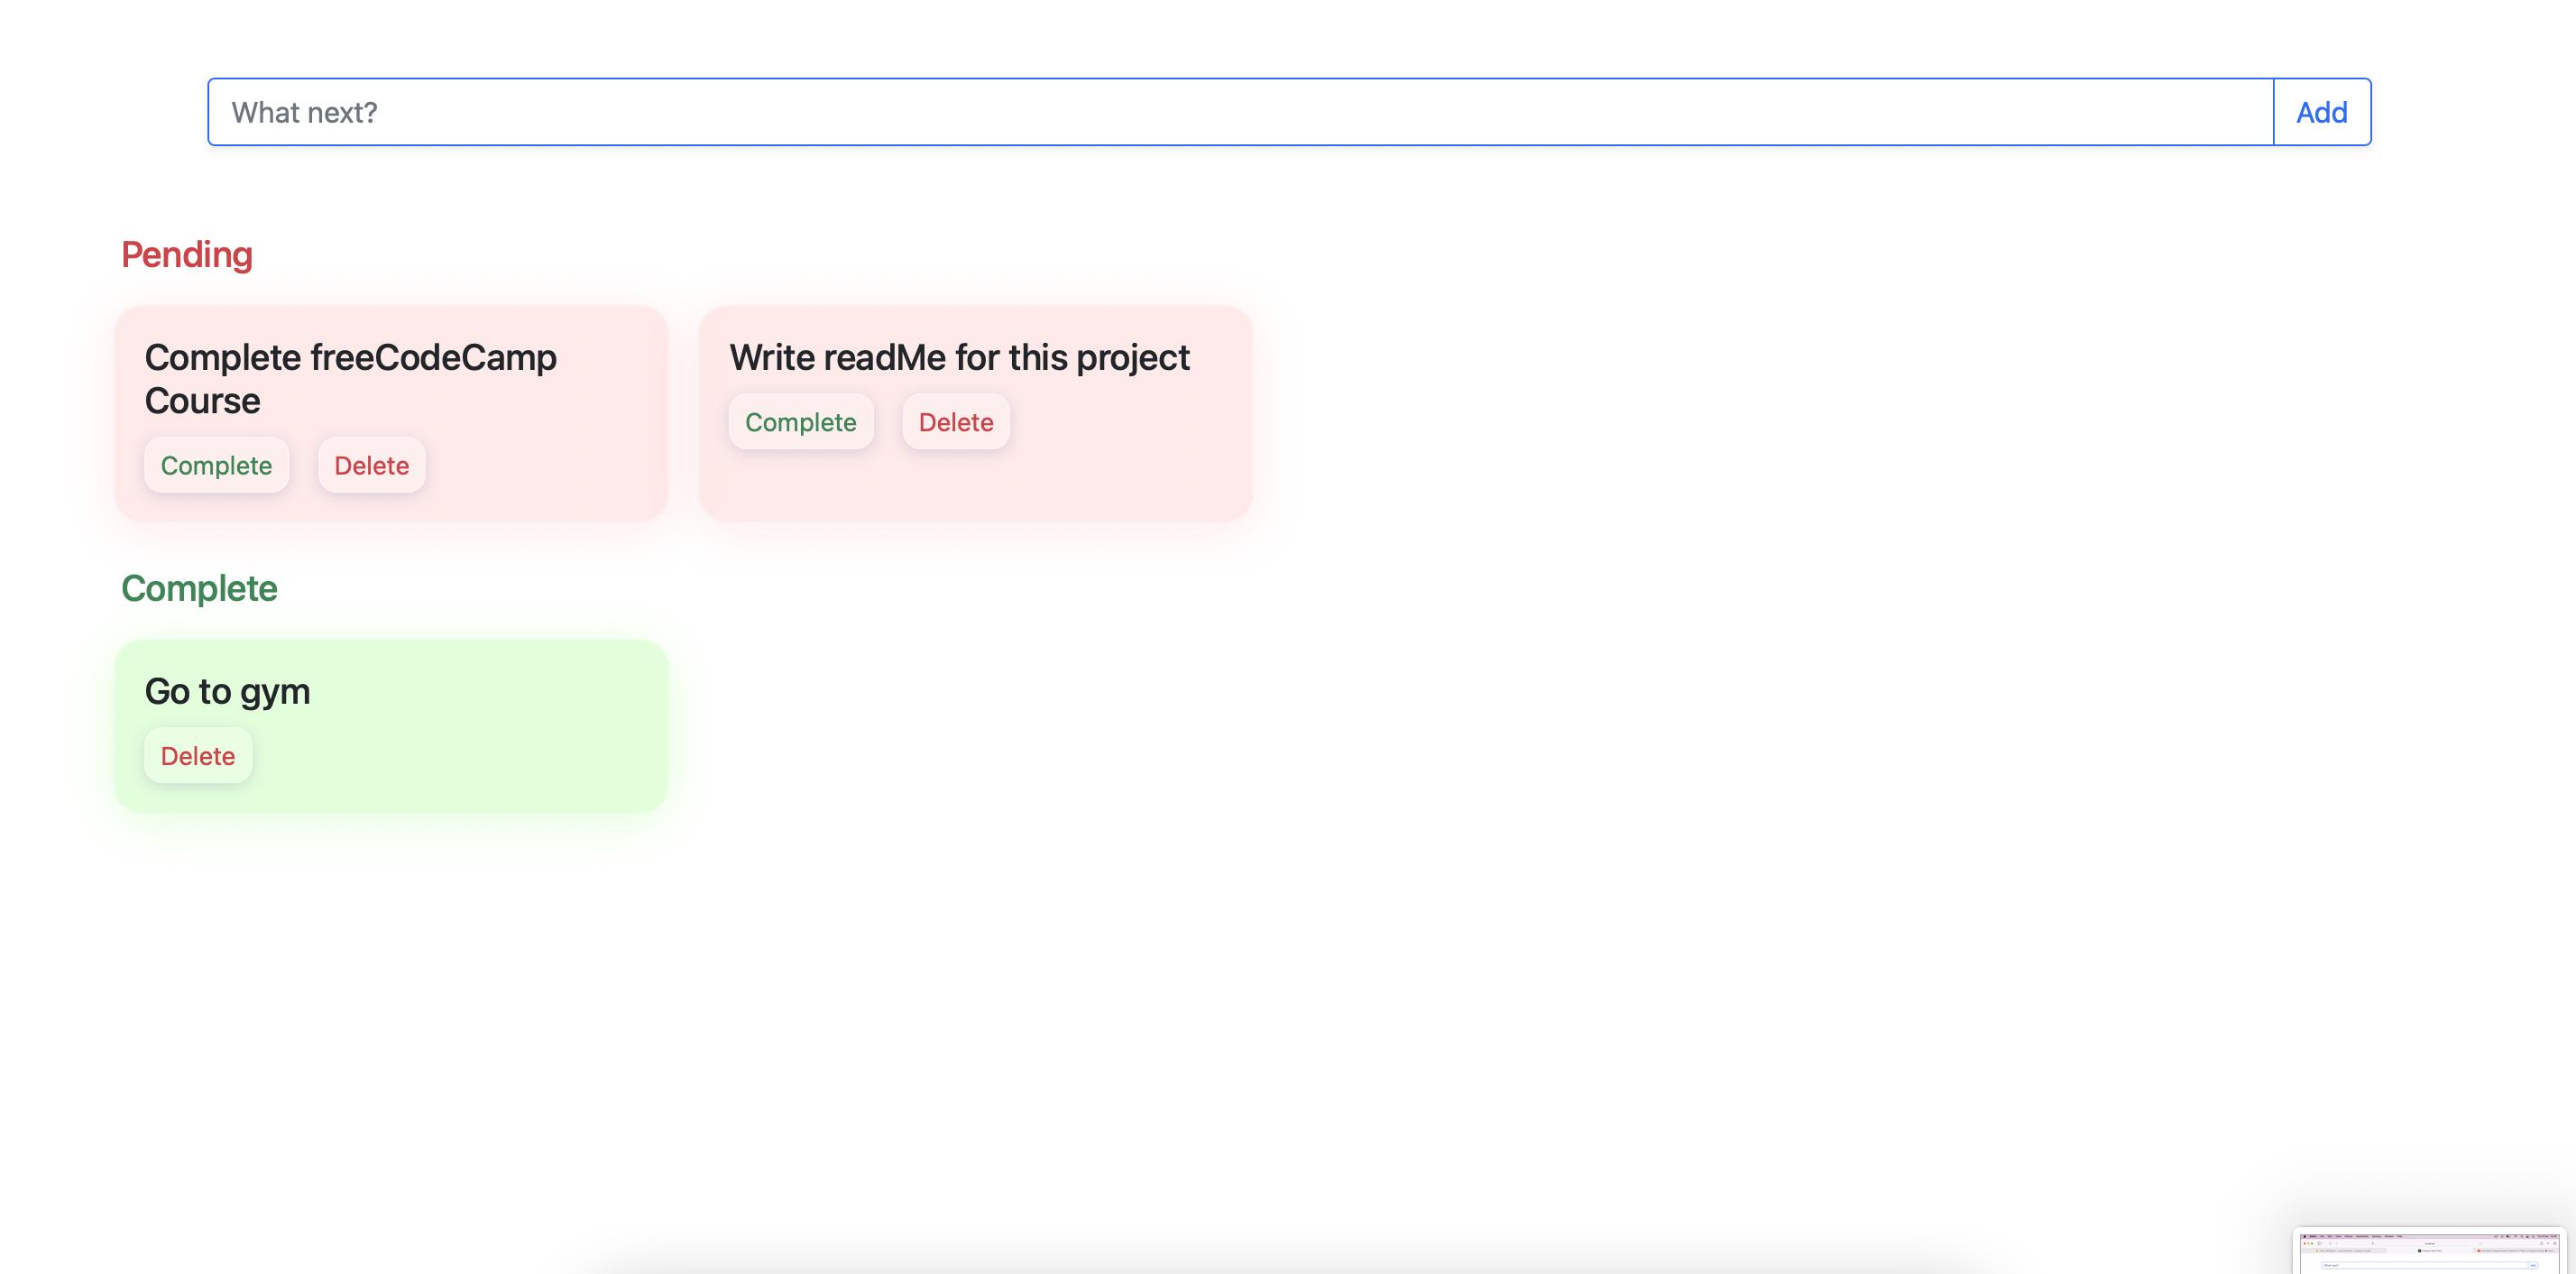 What next?
Add
Pending
Complete freeCodeCamp
Course
Complete
Delete
Write readMe for this project
Complete
Delete
Complete
Go to gym
Delete